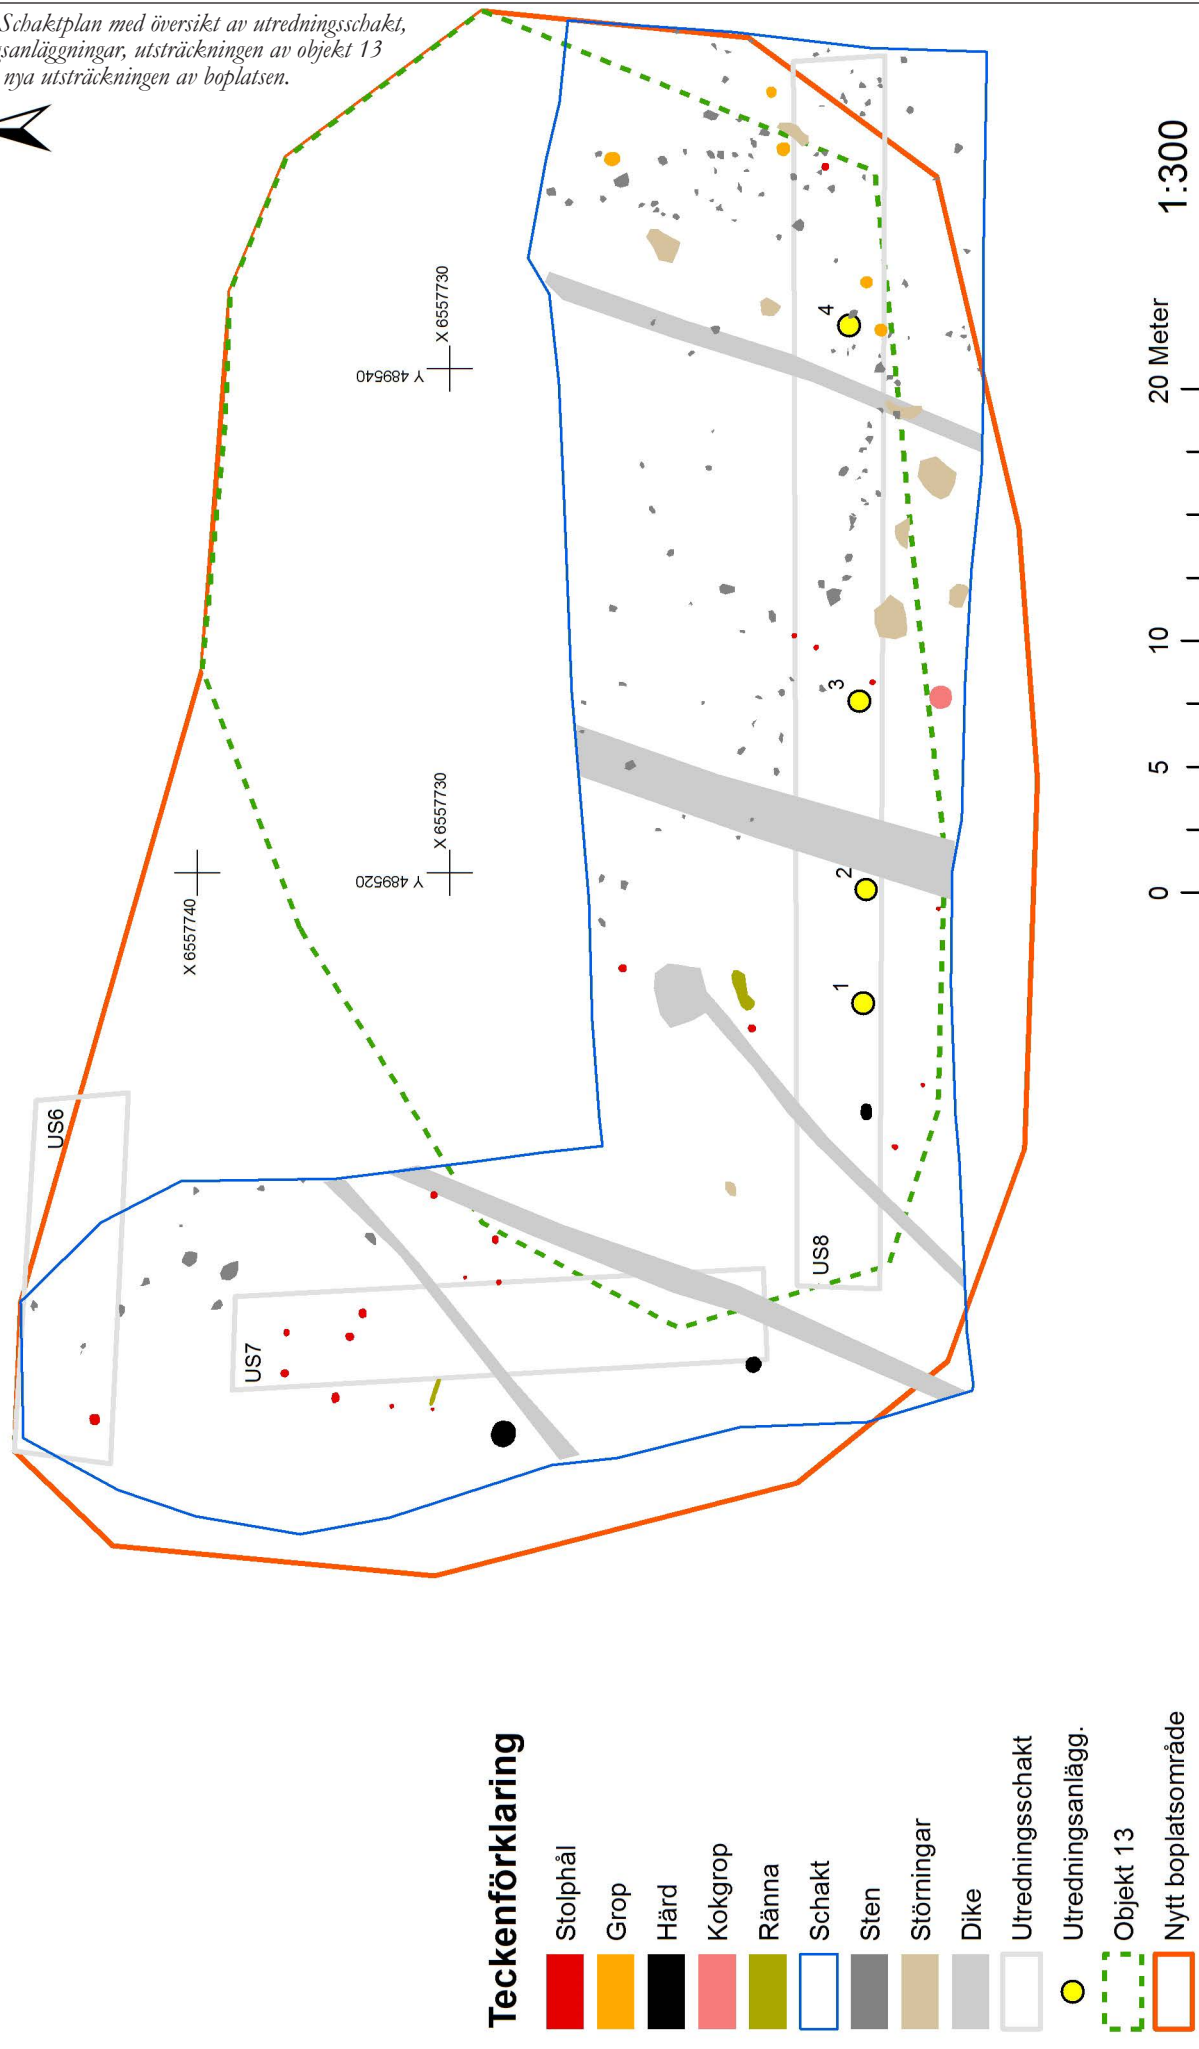 Schaktplan med översikt av utredningsschakt,
sanläggningar, utsträckningen av objekt 13
nya utsträckningen av boplatsen.
X 6557740
Y 489520
X 6557730
Y 489540
X 6557730
US6
US7
US8
1
2
3
4
0
5
10
20 Meter
1:300
Teckenförklaring
Stolphål
Grop
Härd
Kokgrop
Ränna
Schakt
Sten
Störningar
Dike
Utredningsschakt
Utredningsanlägg.
Objekt 13
Nytt boplatsområde